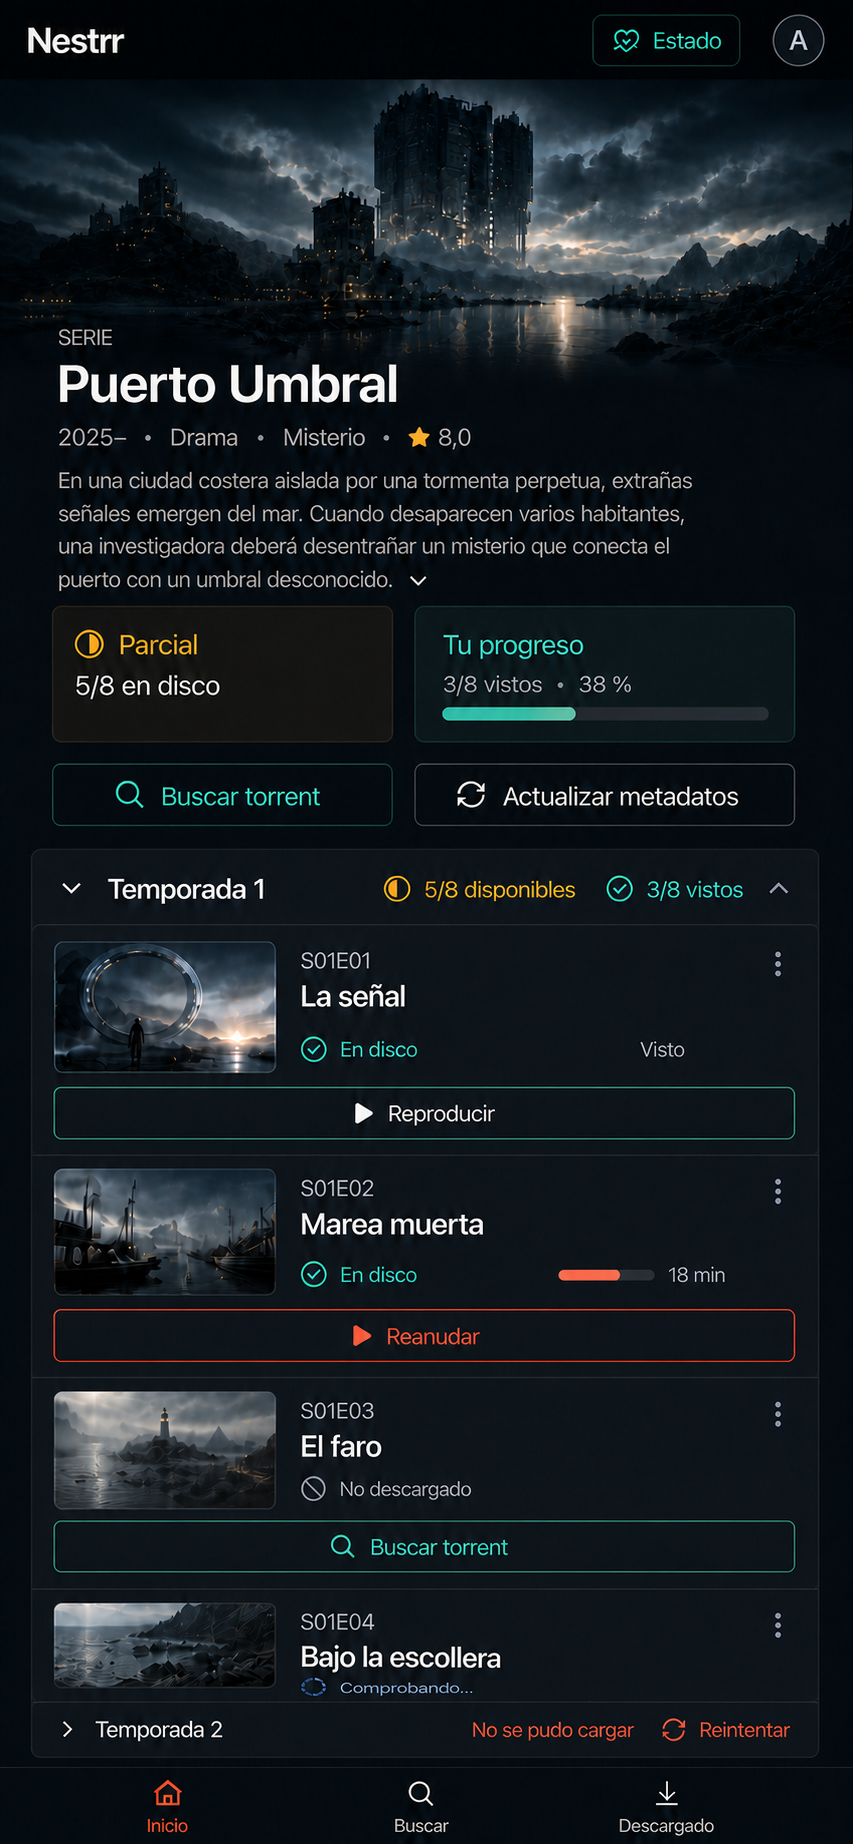 Nestrr
Estado
A
SERIE
Puerto Umbral
2025– • Drama • Misterio • 8,0
En una ciudad costera aislada por una tormenta perpetua, extrañas
señales emergen del mar. Cuando desaparecen varios habitantes,
una investigadora deberá desentrañar un misterio que conecta el
puerto con un umbral desconocido.
Parcial
5/8 en disco
Tu progreso
3/8 vistos • 38 %
Buscar torrent
Actualizar metadatos
Temporada 1
5/8 disponibles
3/8 vistos
S01E01
La señal
En disco
Visto
Reproducir
S01E02
Marea muerta
En disco
18 min
Reanudar
S01E03
El faro
No descargado
Buscar torrent
S01E04
Bajo la escollera
Comprobando...
Temporada 2
No se pudo cargar
Reintentar
Inicio
Buscar
Descargado